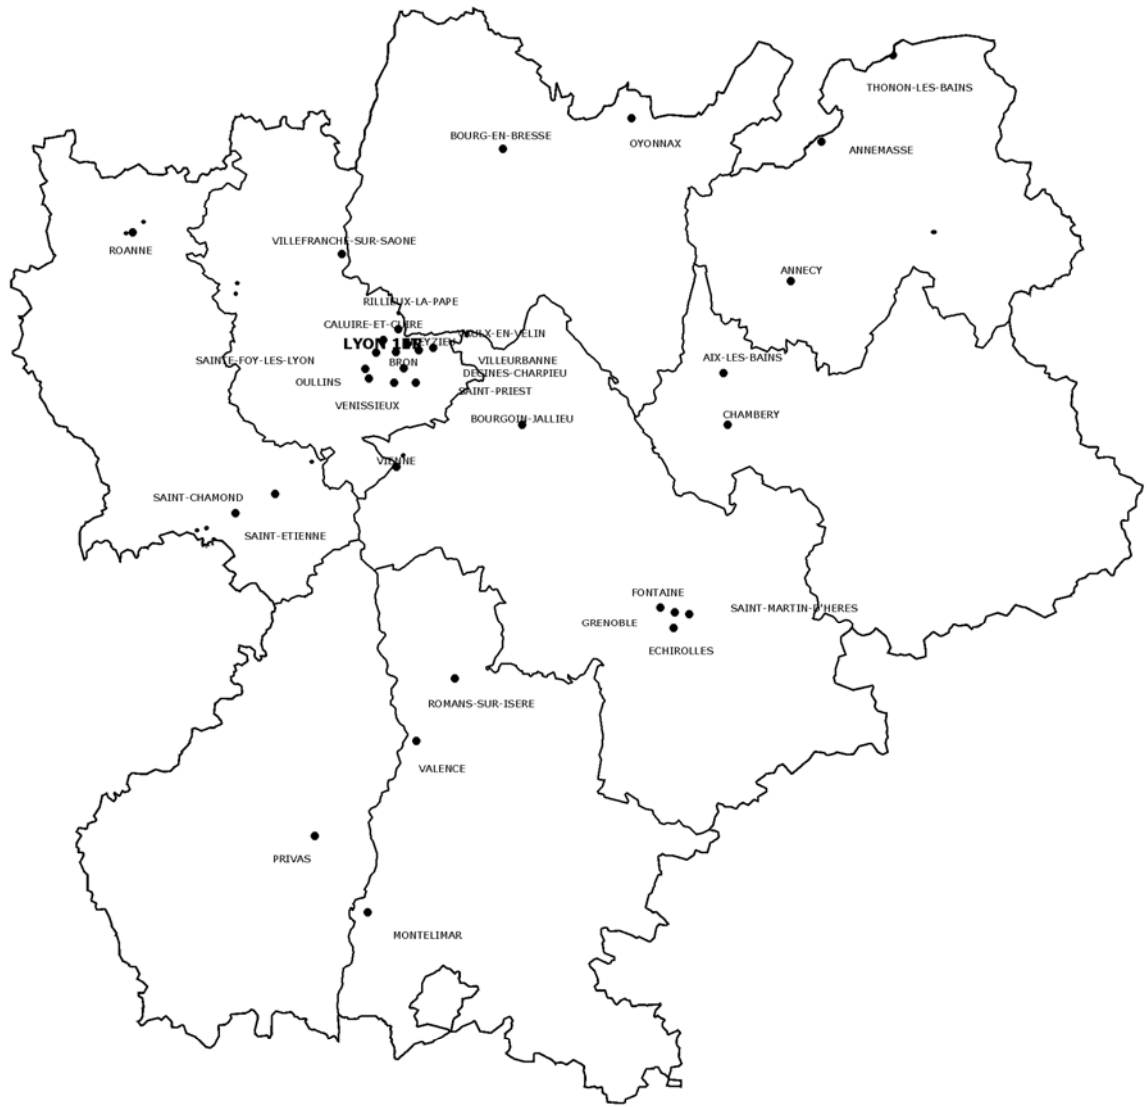 THONON-LES-BAINS
BOURG-EN-BRESSE
OYONNAX
ANNEMASSE
VILLEFRANCHE-SUR-SAONE
ROANNE
ANNECY
RILLIEUX-LA-PAPE
CALUIRE-ET-CUIRE
VAULX-EN-VELIN
LYON 1ER
MEYZIEU
SAINTE-FOY-LES-LYON
BRON
VILLEURBANNE
AIX-LES-BAINS
DECINES-CHARPIEU
OULLINS
SAINT-PRIEST
VENISSIEUX
BOURGOIN-JALLIEU
CHAMBERY
VIENNE
SAINT-CHAMOND
SAINT-ETIENNE
FONTAINE
SAINT-MARTIN-D'HERES
GRENOBLE
ECHIROLLES
ROMANS-SUR-ISERE
VALENCE
PRIVAS
MONTELIMAR